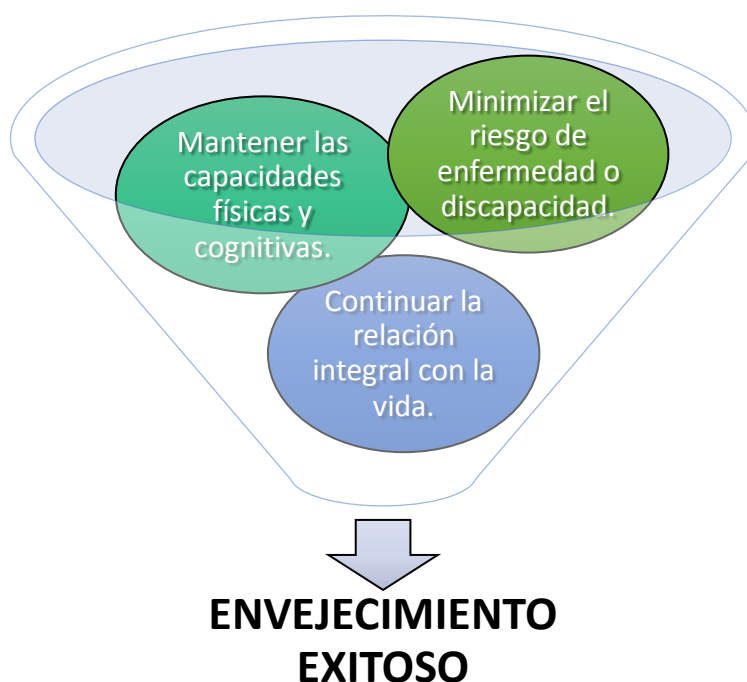 Mantener las
capacidades
físicas y
cognitivas.
Minimizar el
riesgo de
enfermedad o
discapacidad.
Continuar la
relación
integral con la
vida.
ENVEJECIMIENTO
EXITOSO